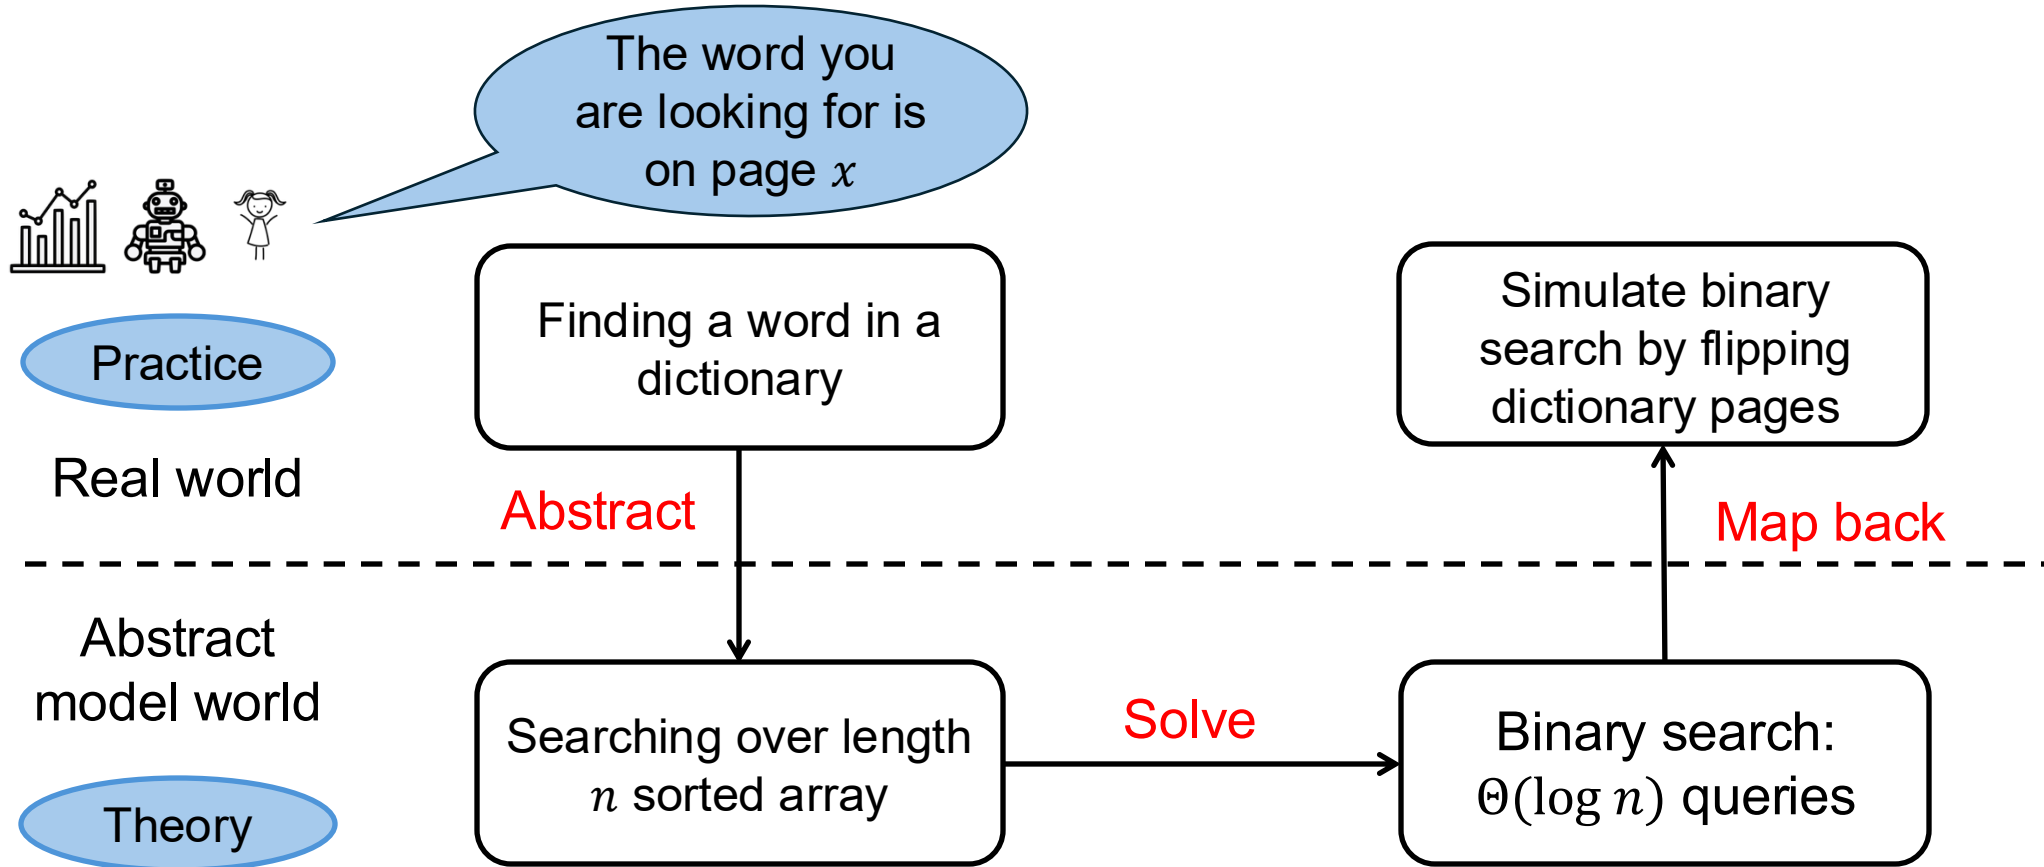 The word you
are looking for is
on page x
Practice
Real world
Finding a word in a
dictionary
Simulate binary
search by flipping
dictionary pages
Abstract
Map back
Abstract
model world
Theory
Searching over length
n sorted array
Solve
Binary search:
Θ(log n) queries